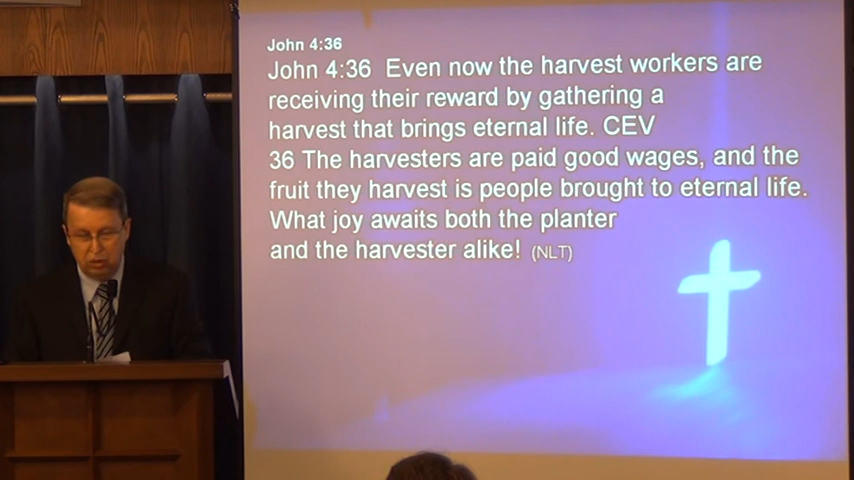 John 4:36
John 4:36 Even now the harvest workers are
receiving their reward by gathering a
harvest that brings eternal life. CEV
36 The harvesters are paid good wages, and the
fruit they harvest is people brought to eternal life.
What joy awaits both the planter
and the harvester alike! (NLT)